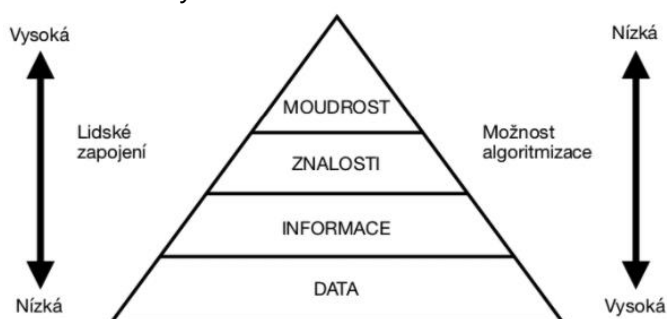 Vysoká
Nízká
MOUDROST
Lidské
zapojení
Možnost
algoritmizace
ZNALOSTI
INFORMACE
DATA
Nízká
Vysoká